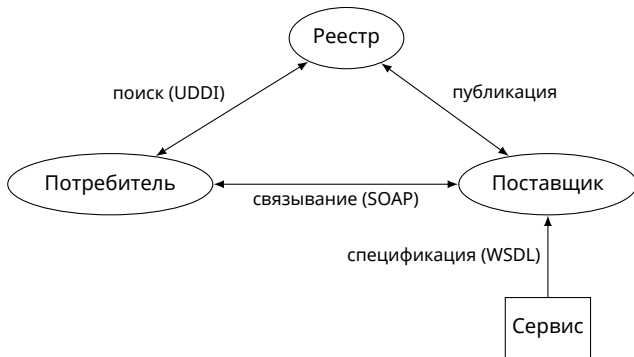 Реестр
поиск (UDDI)
публикация
Потребитель
Поставщик
связывание (SOAP)
спецификация (WSDL)
Сервис